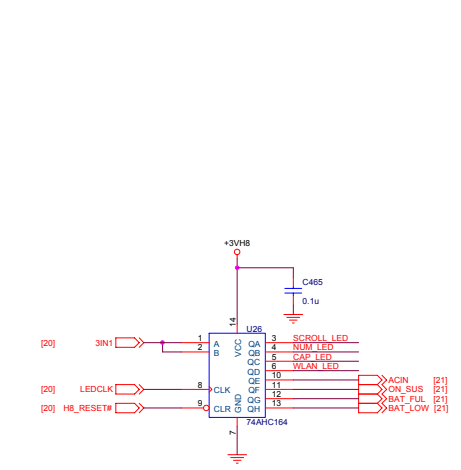 +3VH8
C465
0.1u
14
U26
[20] 3IN1 1 A VCC QA 3 SCROLL_LED
2 B QB 4 NUM_LED
QC 5 CAP_LED
QD 6 WLAN_LED
QE 10 ACIN [21]
[20] LEDCLK 8 CLK QF 11 ON_SUS [21]
QG 12 BAT_FUL [21]
[20] H8_RESET# 9 CLR GND QH 13 BAT_LOW [21]
7 74AHC164